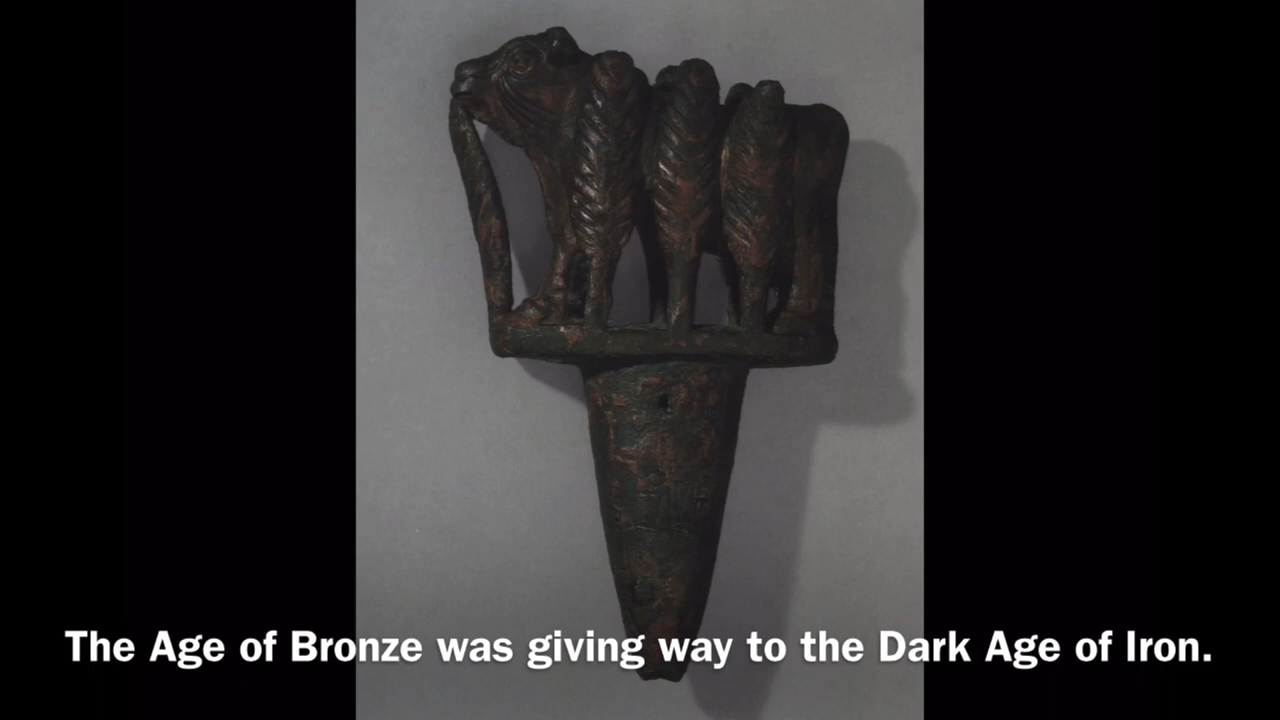 The Age of Bronze was giving way to the Dark Age of Iron.